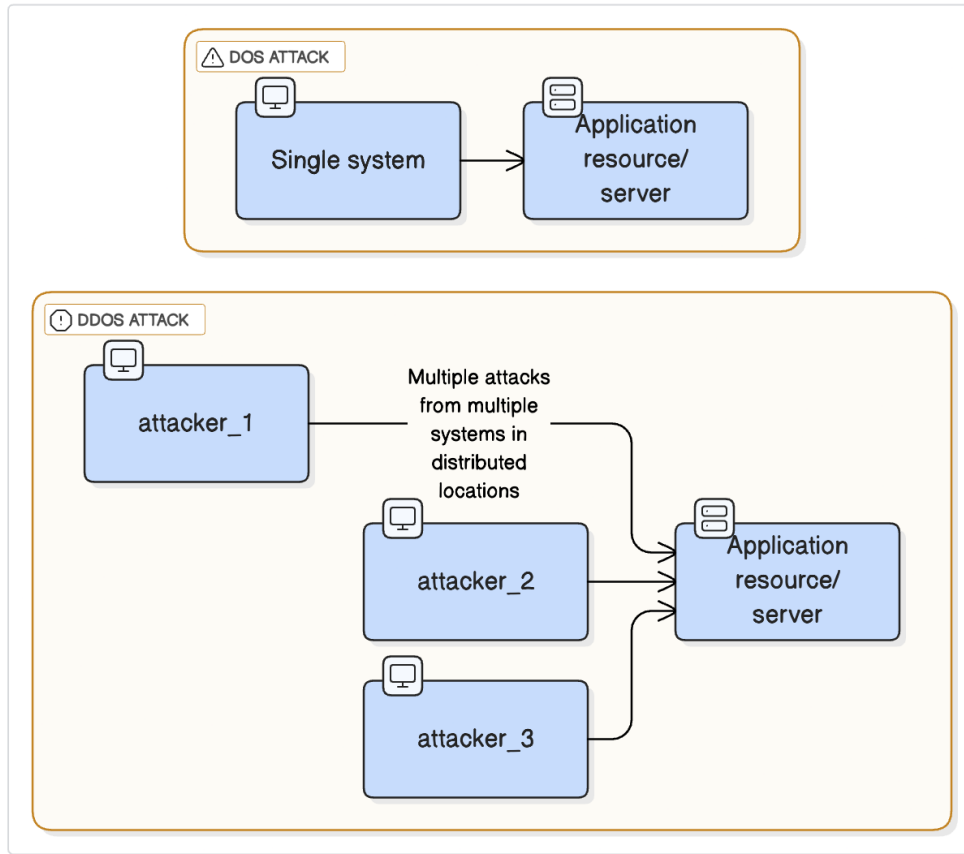 DOS ATTACK
Single system
Application
resource/
server
DDOS ATTACK
attacker_1
Multiple attacks
from multiple
systems in
distributed
locations
attacker_2
Application
resource/
server
attacker_3